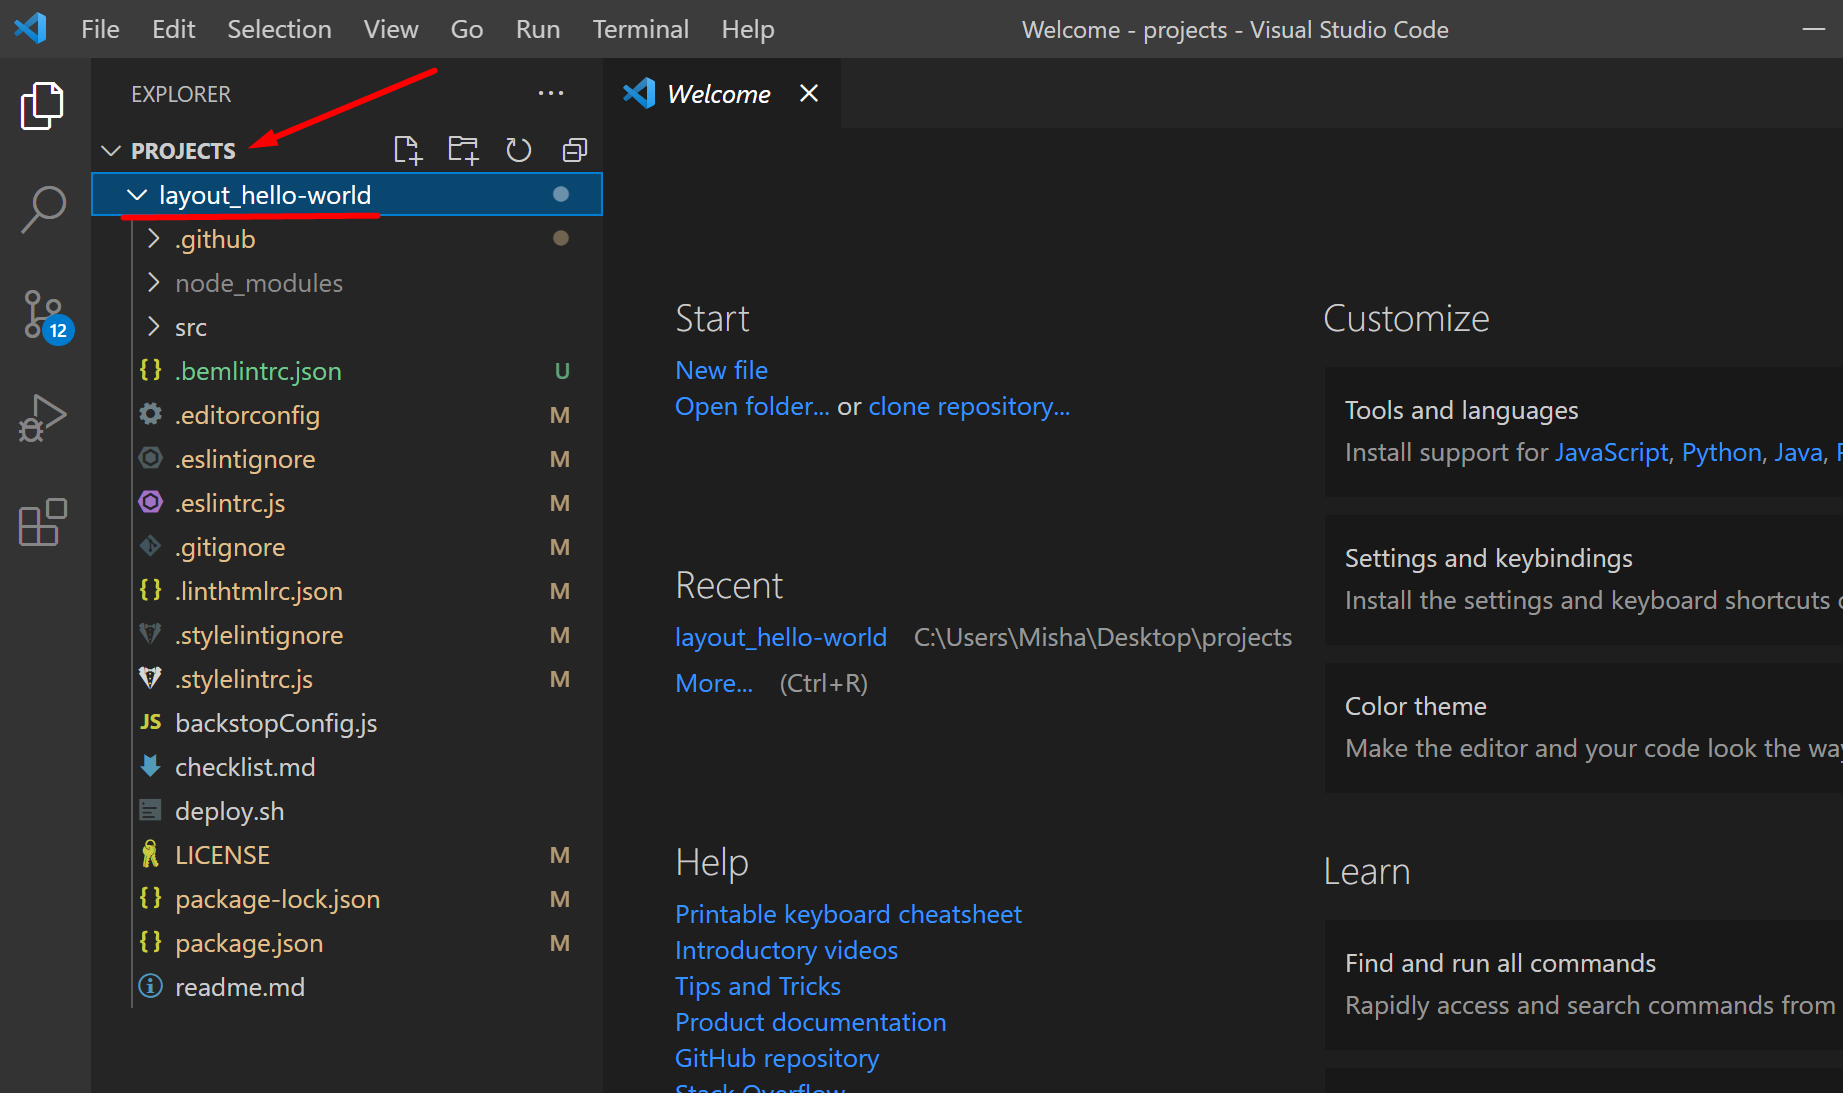 File Edit Selection View Go Run Terminal Help Welcome - projects - Visual Studio Code
EXPLORER
Welcome
PROJECTS
layout_hello-world
.github
node_modules
src
.bemlintrc.json U
.editorconfig M
.eslintignore M
.eslintrc.js M
.gitignore M
.linthtmlrc.json M
.stylelintignore M
.stylelintrc.js M
JS backstopConfig.js
checklist.md
deploy.sh
LICENSE M
package-lock.json M
package.json M
readme.md
12
Start
New file
Open folder... or clone repository...
Recent
layout_hello-world C:\Users\Misha\Desktop\projects
More... (Ctrl+R)
Help
Printable keyboard cheatsheet
Introductory videos
Tips and Tricks
Product documentation
GitHub repository
Stack Overflow
Customize
Tools and languages
Install support for JavaScript, Python, Java,
Settings and keybindings
Install the settings and keyboard shortcuts
Color theme
Make the editor and your code look the way
Learn
Find and run all commands
Rapidly access and search commands from